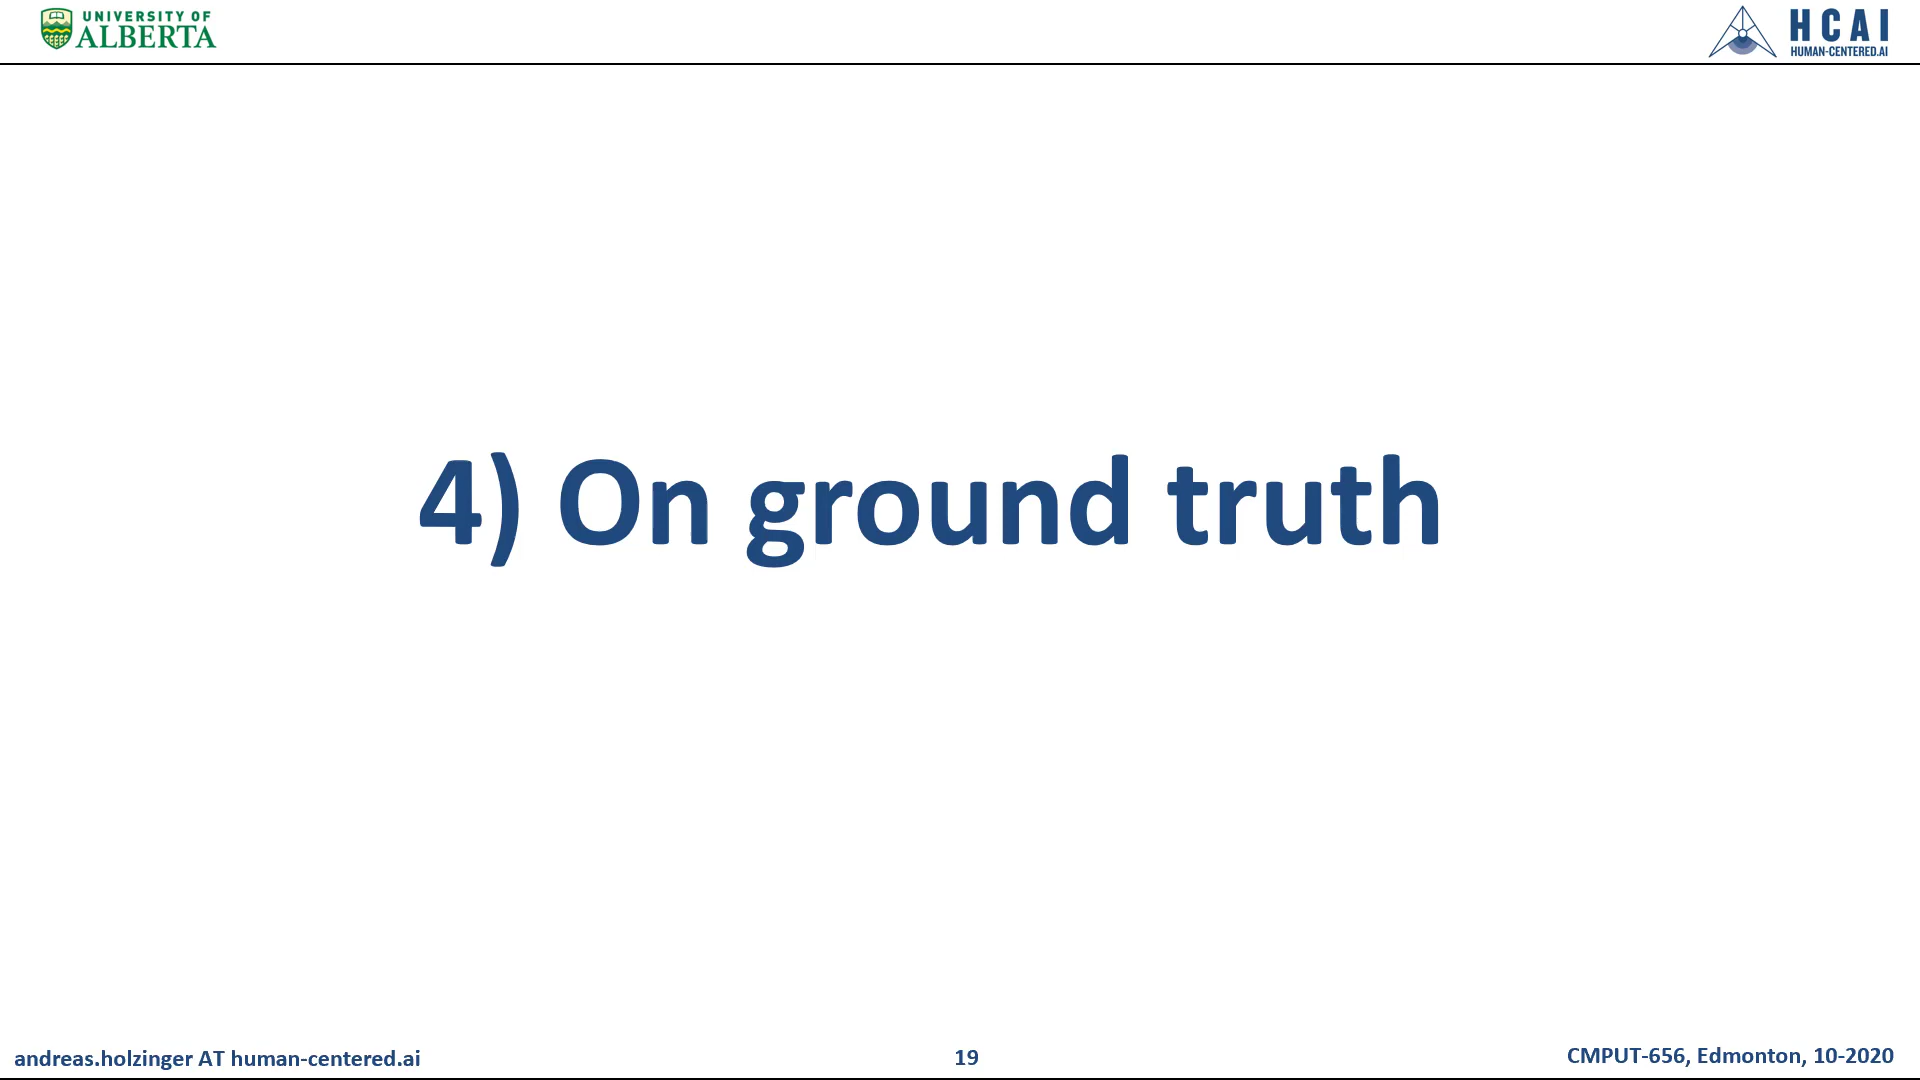 UNIVERSITY OF
ALBERTA
HCAI
HUMAN-CENTERED.AI
4) On ground truth
andreas.holzinger AT human-centered.ai
19
CMPUT-656, Edmonton, 10-2020